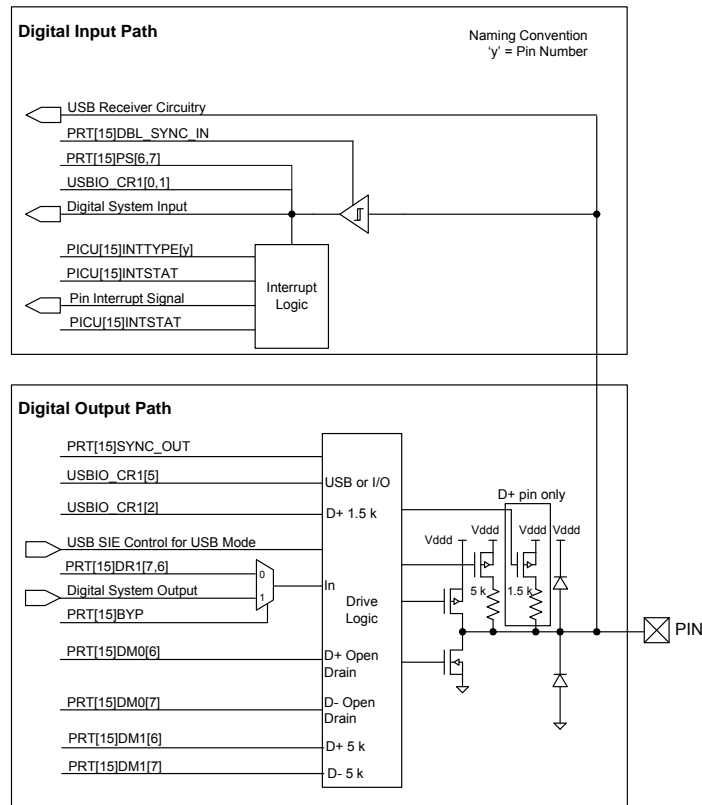 Digital Input Path
Naming Convention
‘y’ = Pin Number
USB Receiver Circuitry
PRT[15]DBL_SYNC_IN
PRT[15]PS[6,7]
USBIO_CR1[0,1]
Digital System Input
PICU[15]INTTYPE[y]
PICU[15]INTSTAT
Pin Interrupt Signal
PICU[15]INTSTAT
Interrupt
Logic
Digital Output Path
PRT[15]SYNC_OUT
USBIO_CR1[5]
USBIO_CR1[2]
USB SIE Control for USB Mode
PRT[15]DR1[7,6]
Digital System Output
PRT[15]BYP
0
1
PRT[15]DM0[6]
PRT[15]DM0[7]
PRT[15]DM1[6]
PRT[15]DM1[7]
USB or I/O
D+ 1.5 k
In
Drive
Logic
D+ Open
Drain
D- Open
Drain
D+ 5 k
D- 5 k
D+ pin only
Vddd
Vddd
Vddd
Vddd
5 k
1.5 k
PIN